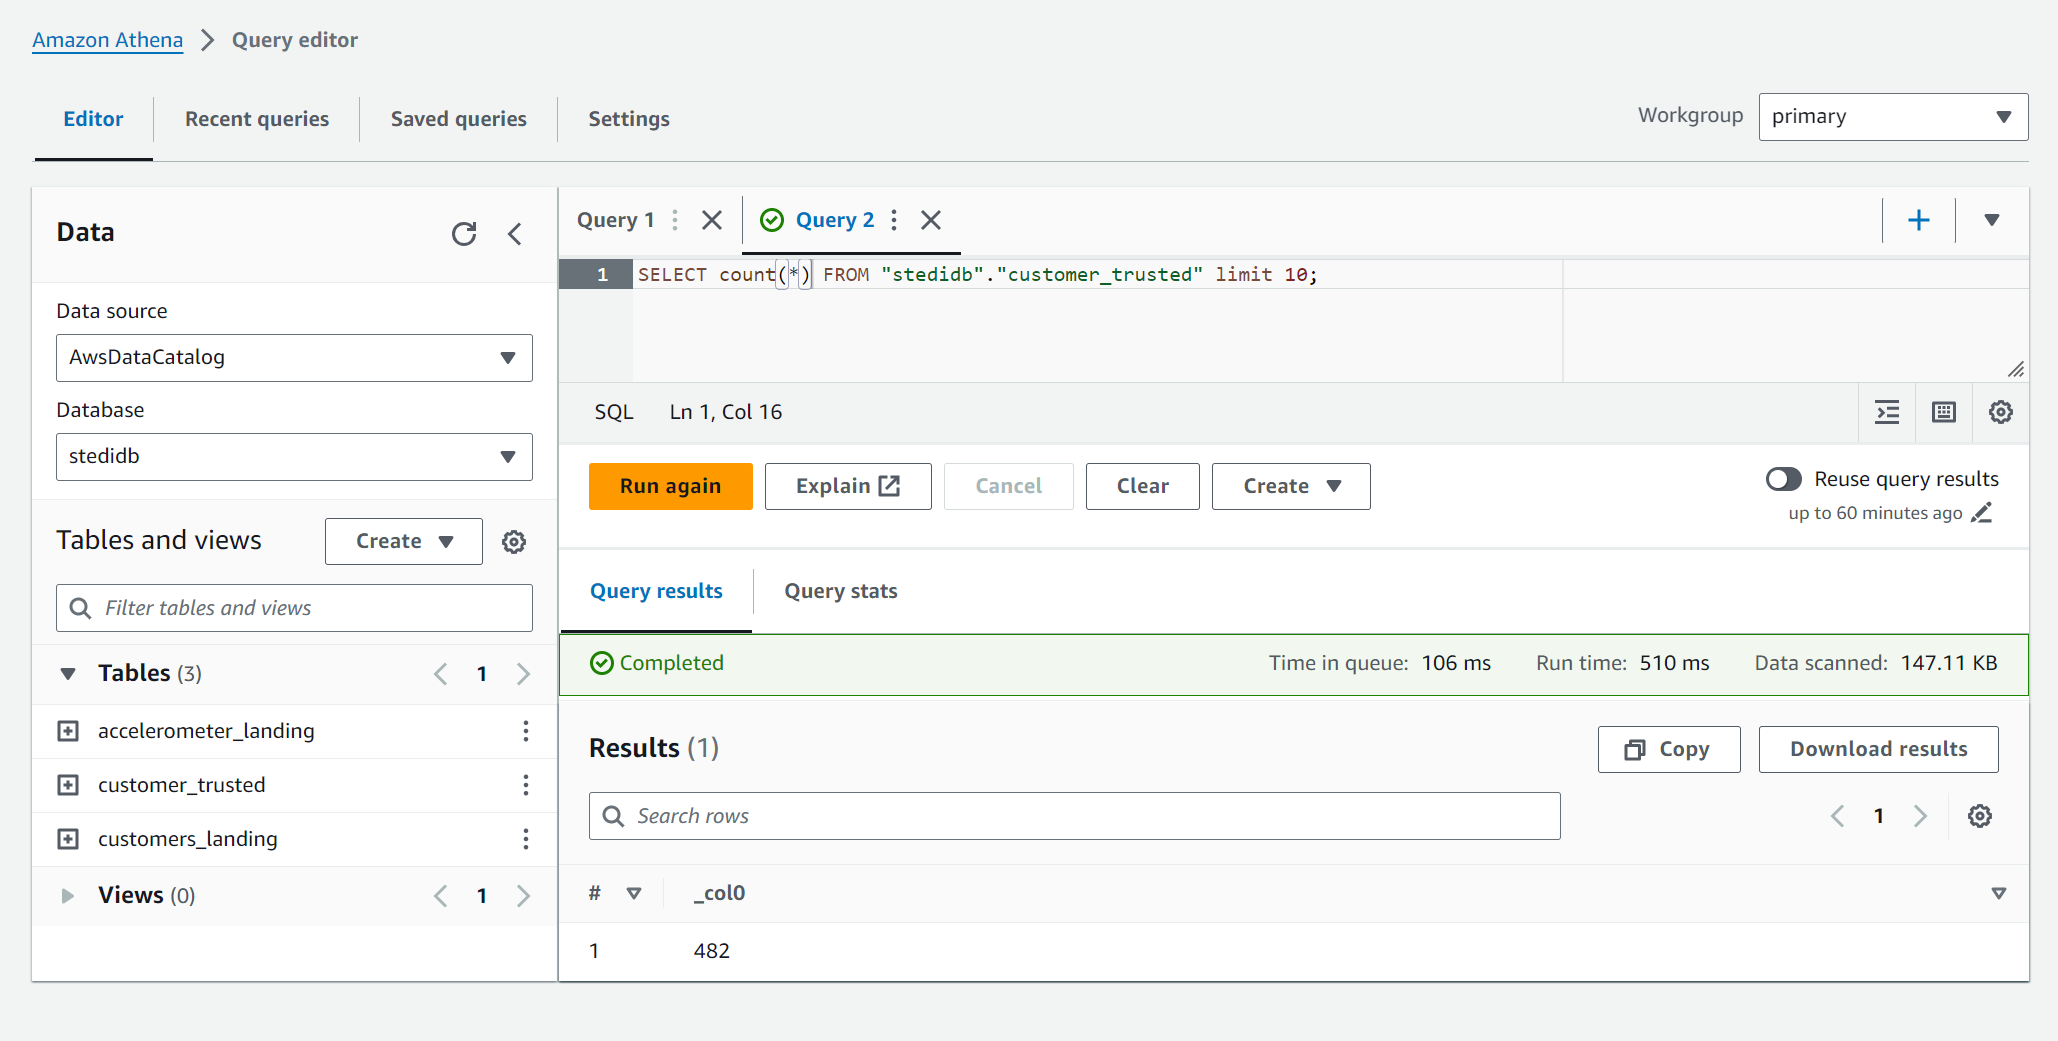 Amazon Athena > Query editor
Editor Recent queries Saved queries Settings Workgroup primary
Data
Data source
AwsDataCatalog
Database
stedidb
Tables and views Create
Filter tables and views
Tables (3) 1
accelerometer_landing
customer_trusted
customers_landing
Views (0) 1
Query 1 Query 2
1 SELECT count(*) FROM "stedidb"."customer_trusted" limit 10;
SQL Ln 1, Col 16
Run again Explain Cancel Clear Create Reuse query results
up to 60 minutes ago
Query results Query stats
Completed Time in queue: 106 ms Run time: 510 ms Data scanned: 147.11 KB
Results (1) Copy Download results
Search rows 1
# _col0
1 482